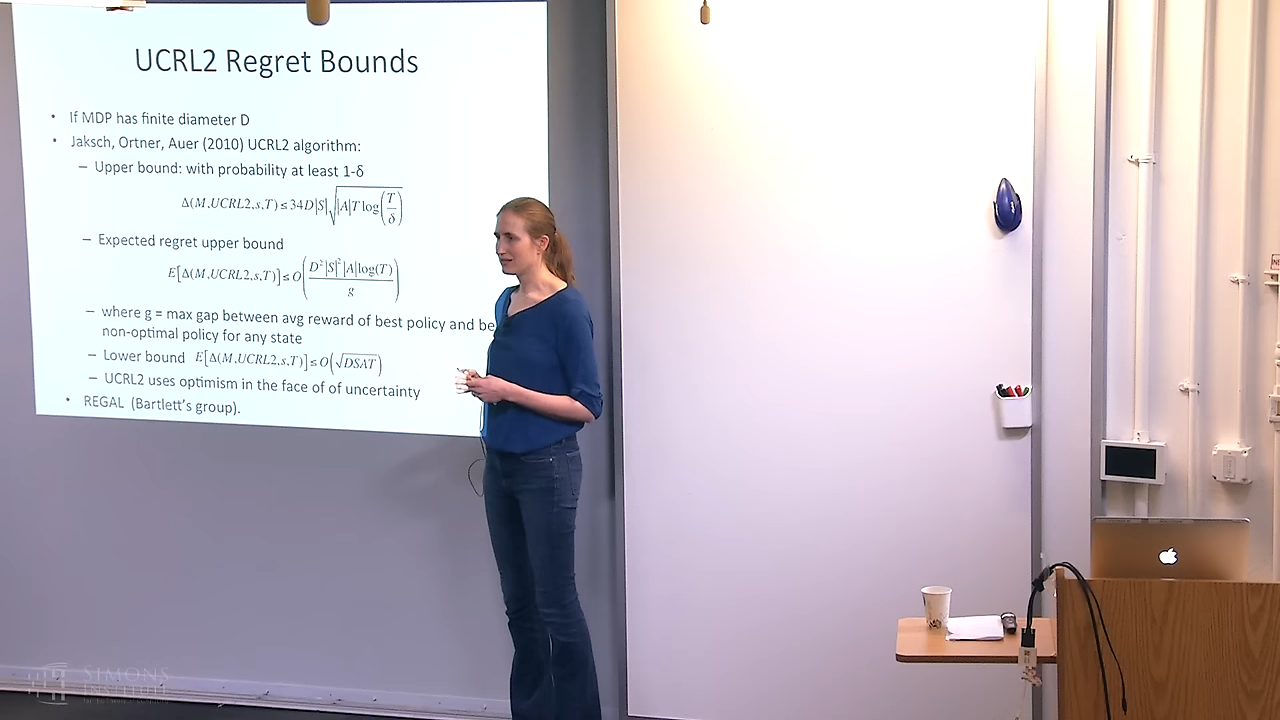 UCRL2 Regret Bounds
• If MDP has finite diameter D
• Jaksch, Ortner, Auer (2010) UCRL2 algorithm:
– Upper bound: with probability at least 1-δ
Δ(M,UCRL2,s,T) ≤ 34D|S|√(|A|T log(T/δ))
– Expected regret upper bound
E[Δ(M,UCRL2,s,T)] ≤ O(D²|S|²|A|log(T)/g)
– where g = max gap between avg reward of best policy and be
non-optimal policy for any state
– Lower bound E[Δ(M,UCRL2,s,T)] ≤ O(√DSAT)
– UCRL2 uses optimism in the face of of uncertainty
• REGAL (Bartlett's group).
SIMONS
INSTITUTE